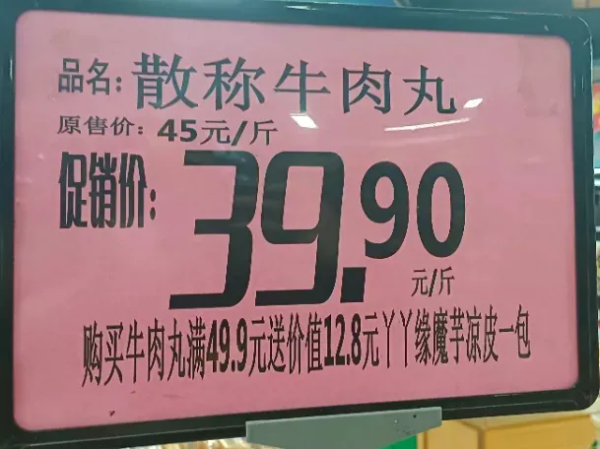 品名: 散称牛肉丸
原售价: 45元/斤
促销价: 39.90
元/斤
购买牛肉丸满49.9元送价值12.8元丫丫缘魔芋凉皮一包